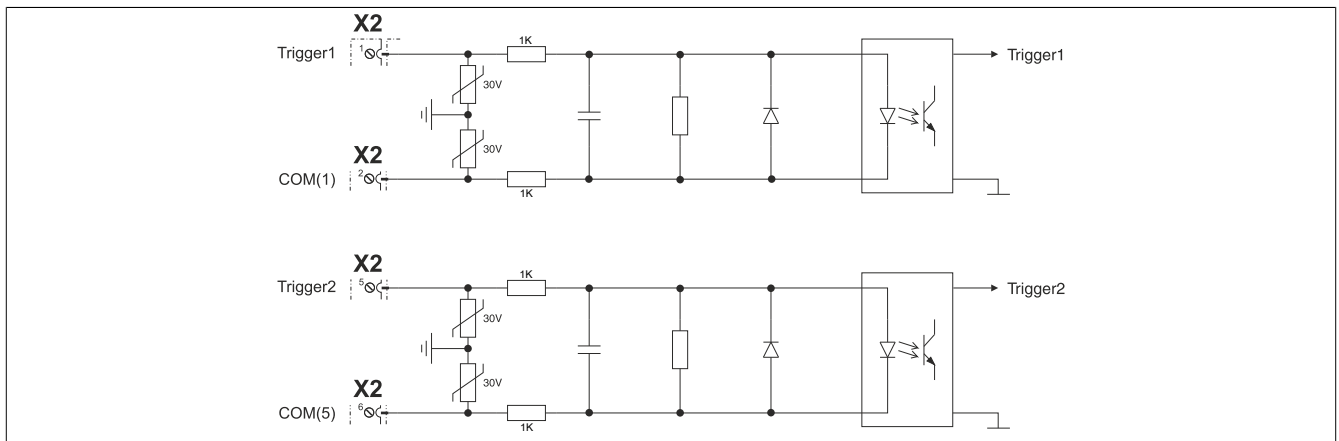 X2
1K
Trigger1
1
Trigger1
30V
X2
30V
COM(1)
2
1K
X2
1K
Trigger2
5
Trigger2
30V
X2
30V
COM(5)
6
1K